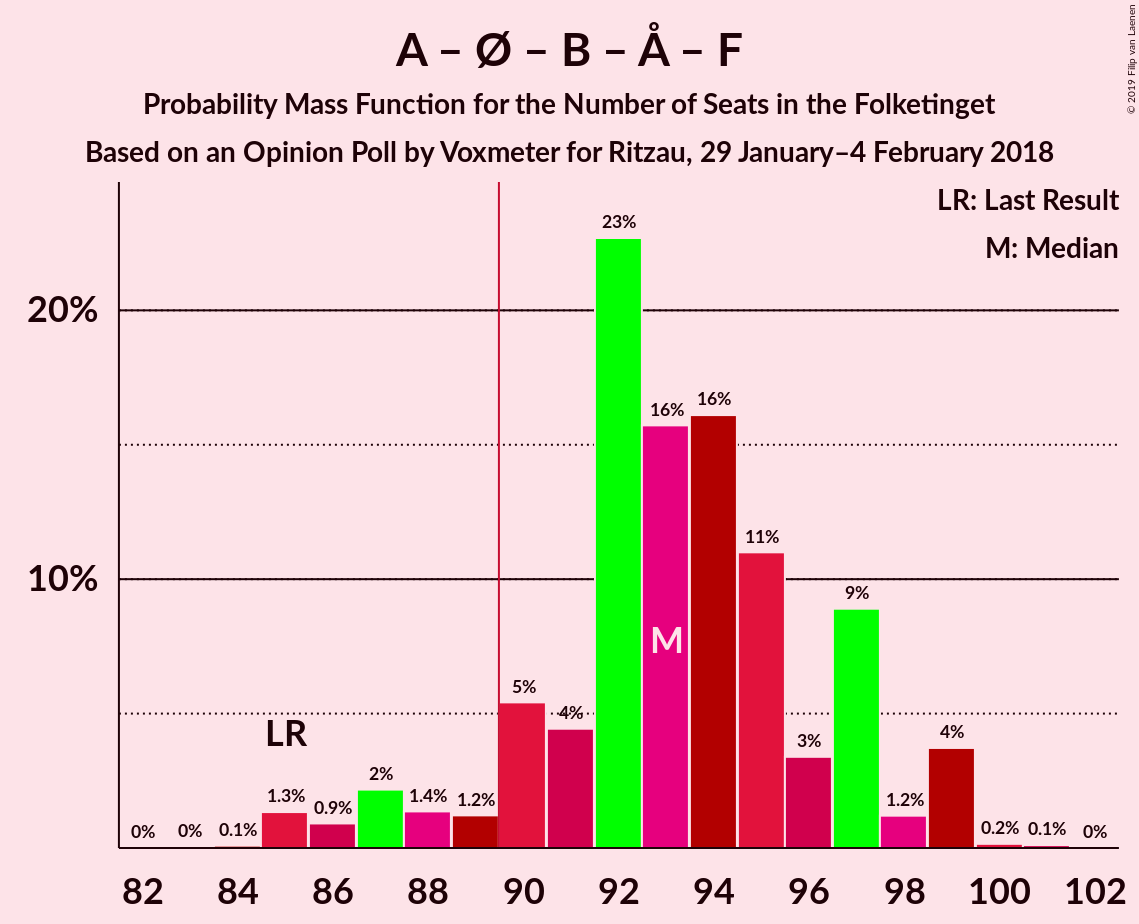 A – Ø – B – Å – F
Probability Mass Function for the Number of Seats in the Folketinget
Based on an Opinion Poll by Voxmeter for Ritzau, 29 January–4 February 2018
© 2019 Filip van Laenen
LR: Last Result
M: Median
20%
10%
0%
0%
0.1%
1.3%
0.9%
2%
1.4%
1.2%
5%
4%
23%
16%
16%
11%
3%
9%
1.2%
4%
0.2%
0.1%
0%
LR
M
82 84 86 88 90 92 94 96 98 100 102